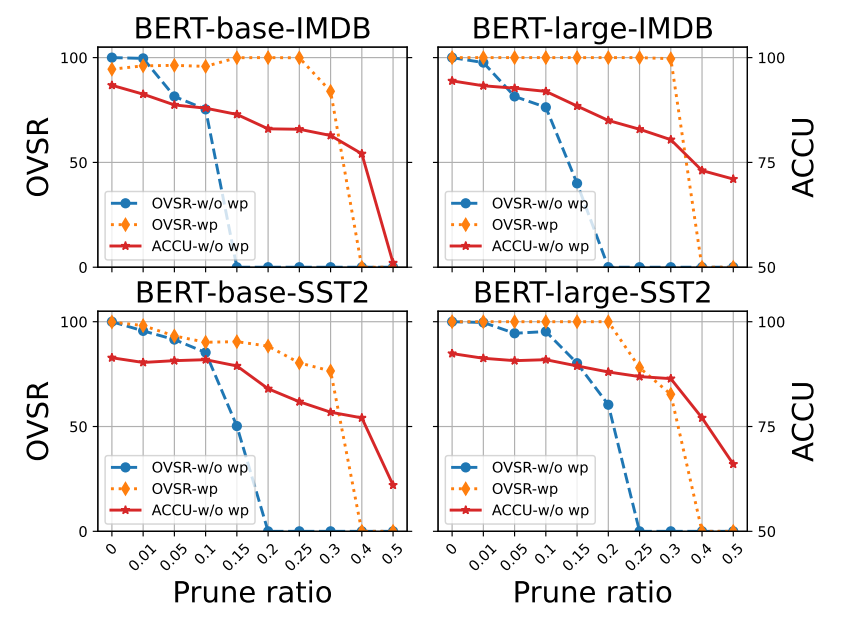 BERT-base-IMDB
BERT-large-IMDB
100
50
0
OVSR
OVSR-w/o wp
OVSR-wp
ACCU-w/o wp
OVSR-w/o wp
OVSR-wp
ACCU-w/o wp
100
75
50
ACCU
BERT-base-SST2
BERT-large-SST2
100
50
0
OVSR
OVSR-w/o wp
OVSR-wp
ACCU-w/o wp
OVSR-w/o wp
OVSR-wp
ACCU-w/o wp
100
75
50
ACCU
0 0.01 0.05 0.1 0.15 0.2 0.25 0.3 0.4 0.5
0 0.01 0.05 0.1 0.15 0.2 0.25 0.3 0.4 0.5
Prune ratio
Prune ratio